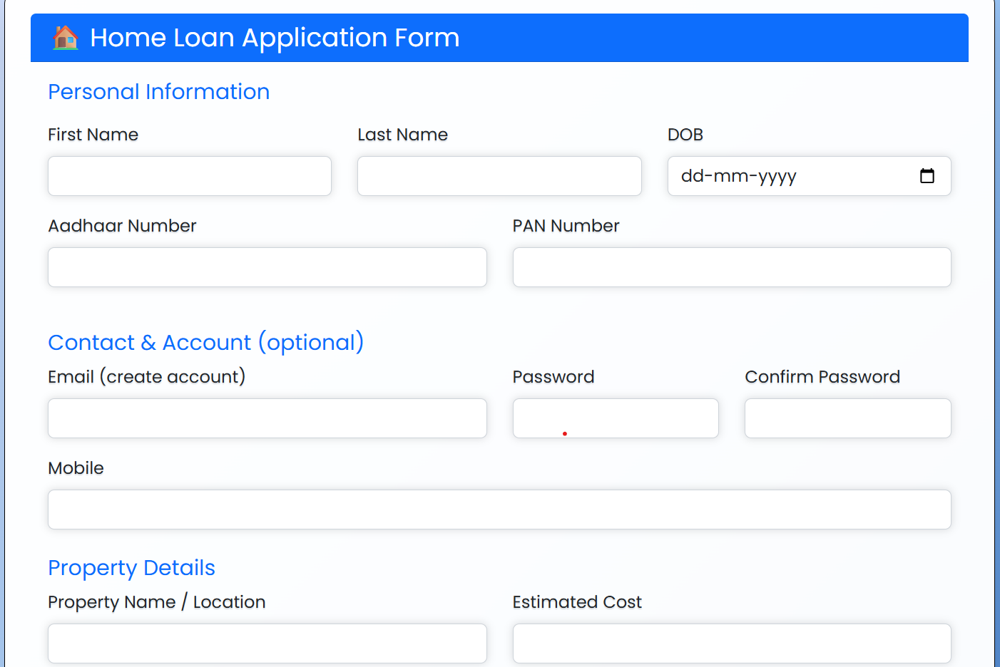 Home Loan Application Form
Personal Information
First Name Last Name DOB
dd-mm-yyyy
Aadhaar Number PAN Number
Contact & Account (optional)
Email (create account) Password Confirm Password
Mobile
Property Details
Property Name / Location Estimated Cost